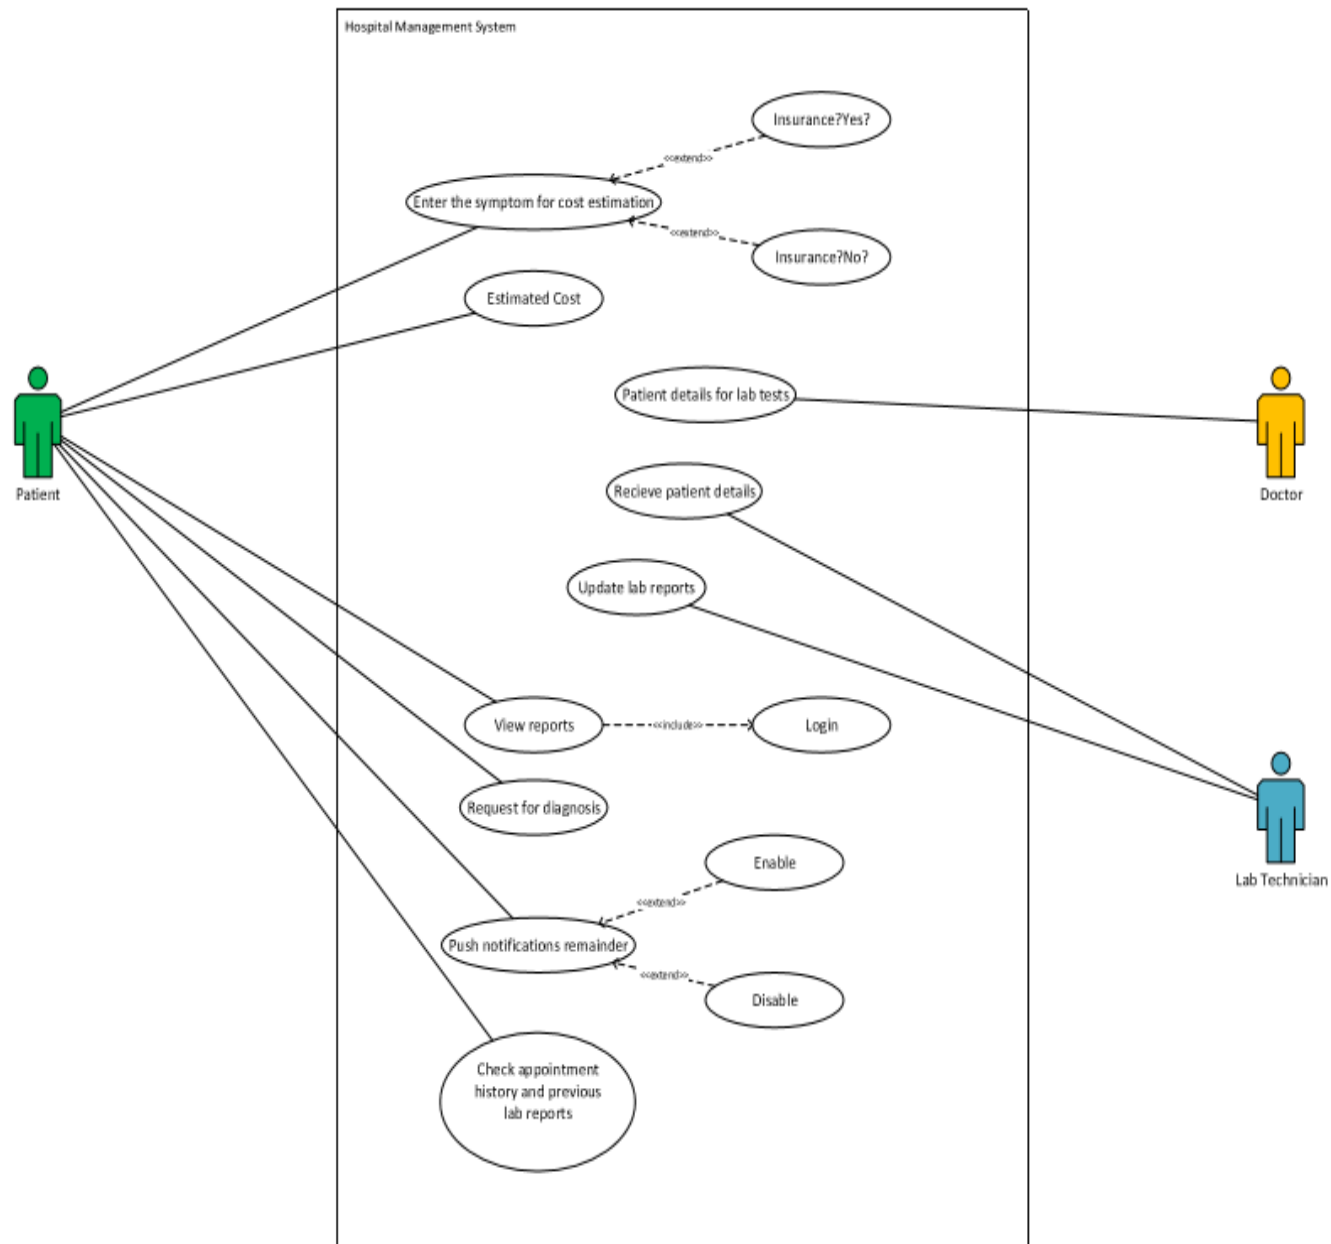 Hospital Management System
Insurance?Yes?
<<extend>>
Enter the symptom for cost estimation
<<extend>>
Insurance?No?
Estimated Cost
Patient details for lab tests
Patient
Doctor
Recieve patient details
Update lab reports
View reports
<<include>>
Login
Request for diagnosis
Enable
Lab Technician
<<extend>>
Push notifications remainder
<<extend>>
Disable
Check appointment
history and previous
lab reports